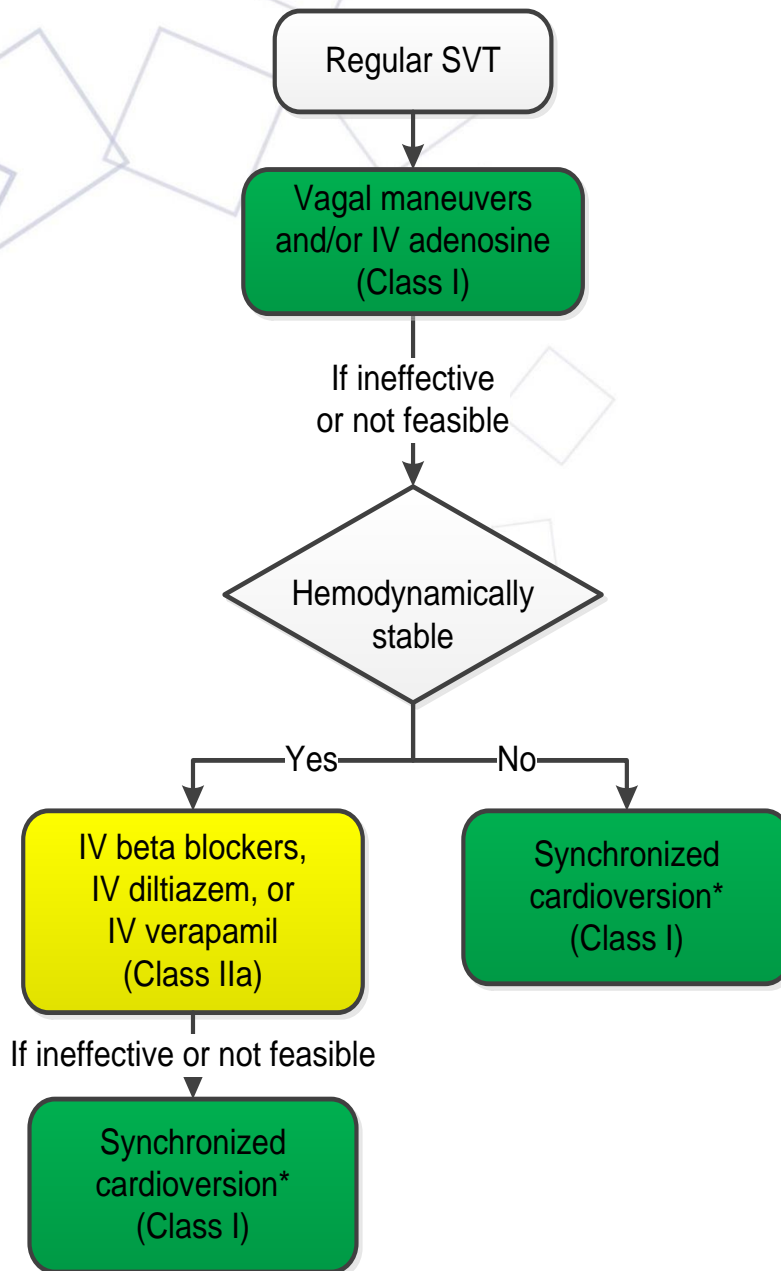 Regular SVT
Vagal maneuvers
and/or IV adenosine
(Class I)
If ineffective
or not feasible
Hemodynamically
stable
Yes
No
IV beta blockers,
IV diltiazem, or
IV verapamil
(Class IIa)
Synchronized
cardioversion*
(Class I)
If ineffective or not feasible
Synchronized
cardioversion*
(Class I)